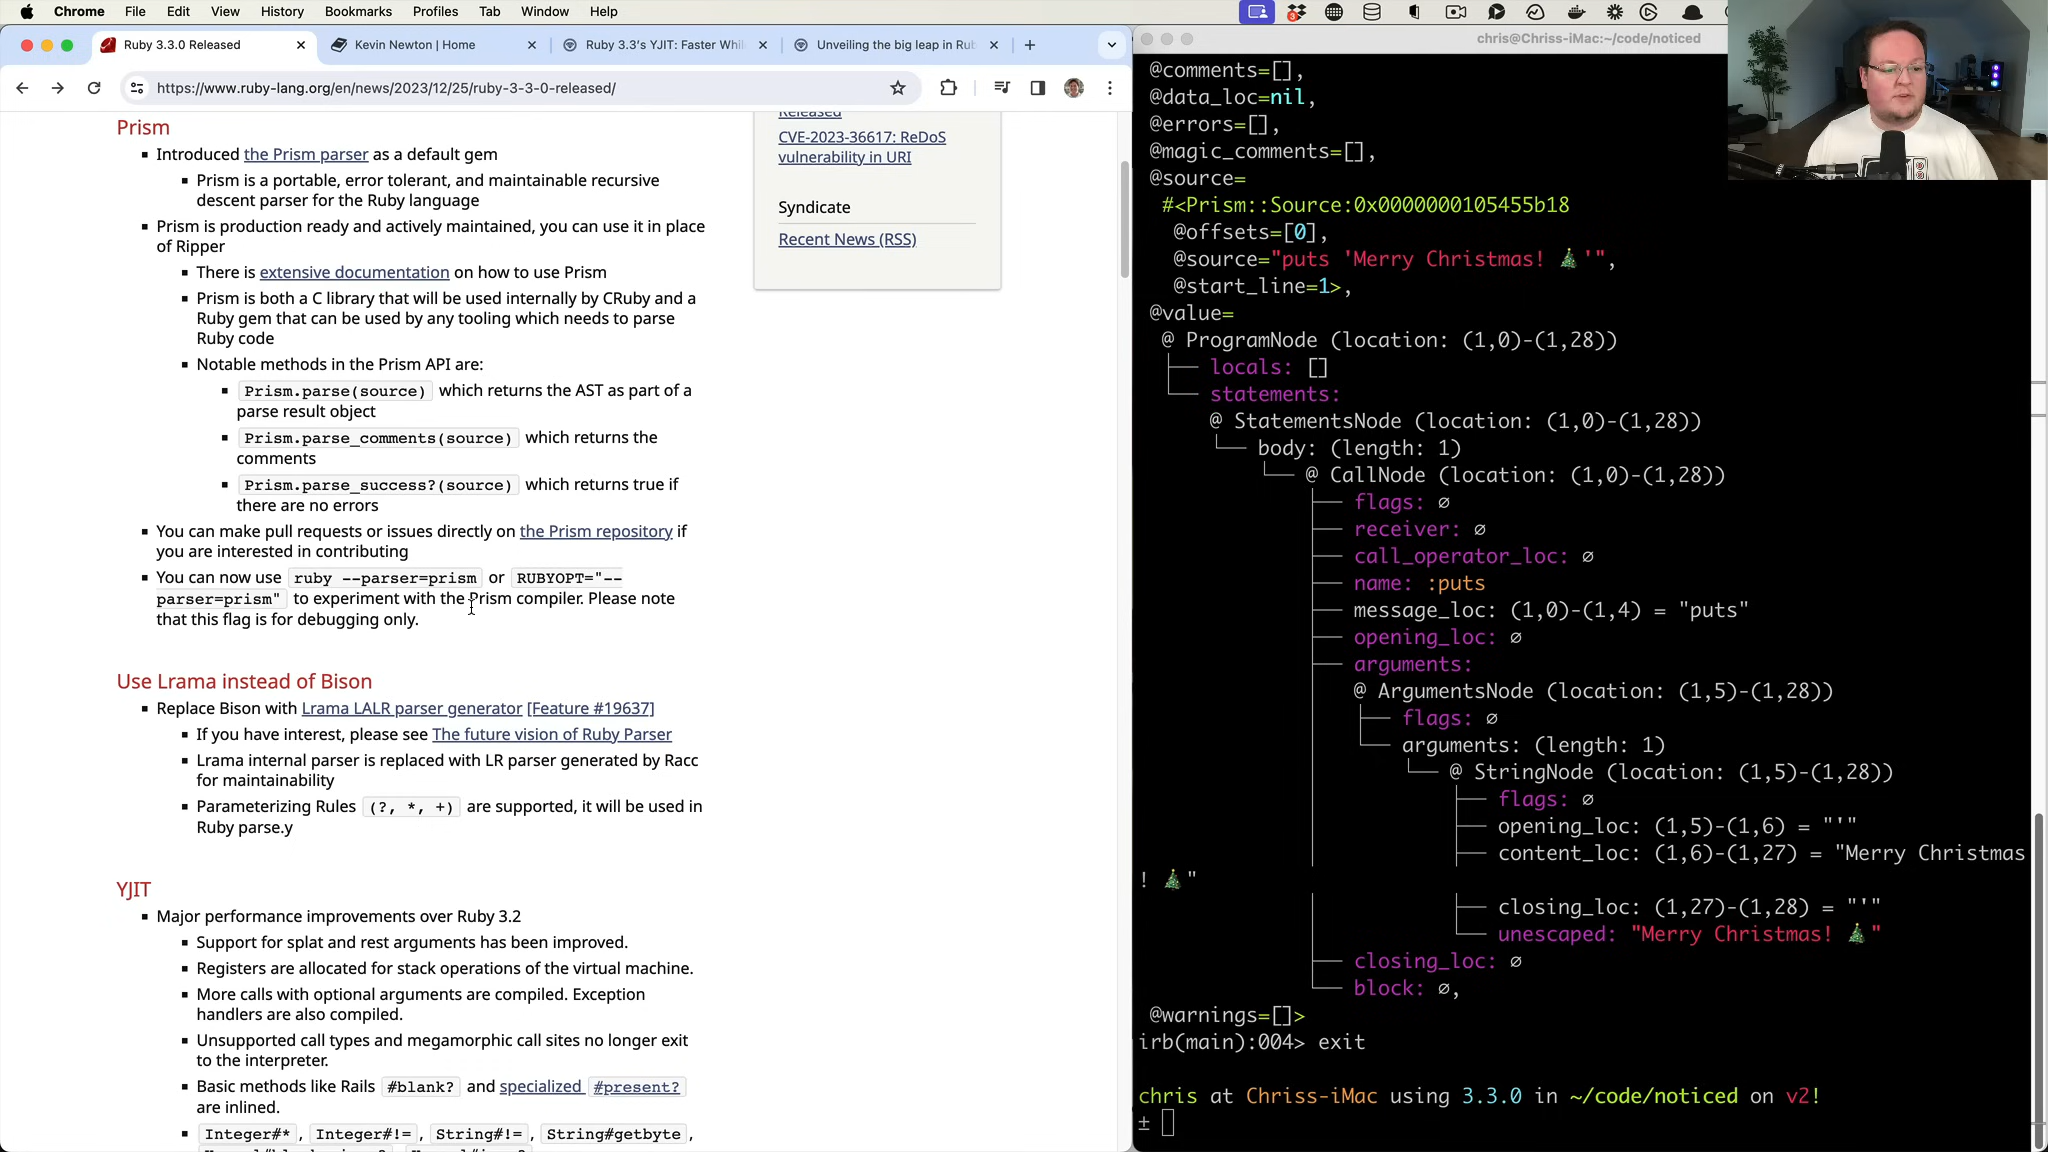 Chrome File Edit View History Bookmarks Profiles Tab Window Help
Ruby 3.3.0 Released
Kevin Newton | Home
Ruby 3.3's YJIT: Faster Whil
Unveiling the big leap in Rub
https://www.ruby-lang.org/en/news/2023/12/25/ruby-3-3-0-released/
Prism
Introduced the Prism parser as a default gem
Prism is a portable, error tolerant, and maintainable recursive
descent parser for the Ruby language
Prism is production ready and actively maintained, you can use it in place
of Ripper
There is extensive documentation on how to use Prism
Prism is both a C library that will be used internally by CRuby and a
Ruby gem that can be used by any tooling which needs to parse
Ruby code
Notable methods in the Prism API are:
Prism.parse(source) which returns the AST as part of a
parse result object
Prism.parse_comments(source) which returns the
comments
Prism.parse_success?(source) which returns true if
there are no errors
You can make pull requests or issues directly on the Prism repository if
you are interested in contributing
You can now use ruby --parser=prism or RUBYOPT="--
parser=prism" to experiment with the Prism compiler. Please note
that this flag is for debugging only.
Use Lrama instead of Bison
Replace Bison with Lrama LALR parser generator [Feature #19637]
If you have interest, please see The future vision of Ruby Parser
Lrama internal parser is replaced with LR parser generated by Racc
for maintainability
Parameterizing Rules (?, *, +) are supported, it will be used in
Ruby parse.y
YJIT
Major performance improvements over Ruby 3.2
Support for splat and rest arguments has been improved.
Registers are allocated for stack operations of the virtual machine.
More calls with optional arguments are compiled. Exception
handlers are also compiled.
Unsupported call types and megamorphic call sites no longer exit
to the interpreter.
Basic methods like Rails #blank? and specialized #present?
are inlined.
Integer#*, Integer#!=, String#!=, String#getbyte,
Released
CVE-2023-36617: ReDoS
vulnerability in URI
Syndicate
Recent News (RSS)
chris@Chriss-iMac:~/code/noticed
@comments=[],
@data_loc=nil,
@errors=[],
@magic_comments=[],
@source=
#<Prism::Source:0x0000000105455b18
@offsets=[0],
@source="puts 'Merry Christmas! 🎄'",
@start_line=1>,
@value=
@ ProgramNode (location: (1,0)-(1,28))
├── locals: []
└── statements:
@ StatementsNode (location: (1,0)-(1,28))
└── body: (length: 1)
└── @ CallNode (location: (1,0)-(1,28))
├── flags: ∅
├── receiver: ∅
├── call_operator_loc: ∅
├── name: :puts
├── message_loc: (1,0)-(1,4) = "puts"
├── opening_loc: ∅
├── arguments:
│ @ ArgumentsNode (location: (1,5)-(1,28))
│ ├── flags: ∅
│ └── arguments: (length: 1)
│ └── @ StringNode (location: (1,5)-(1,28))
│ ├── flags: ∅
│ ├── opening_loc: (1,5)-(1,6) = "'"
│ ├── content_loc: (1,6)-(1,27) = "Merry Christmas
! 🎄"
│ ├── closing_loc: (1,27)-(1,28) = "'"
│ └── unescaped: "Merry Christmas! 🎄"
├── closing_loc: ∅
└── block: ∅,
@warnings=[]>
irb(main):004> exit
chris at Chriss-iMac using 3.3.0 in ~/code/noticed on v2!
±